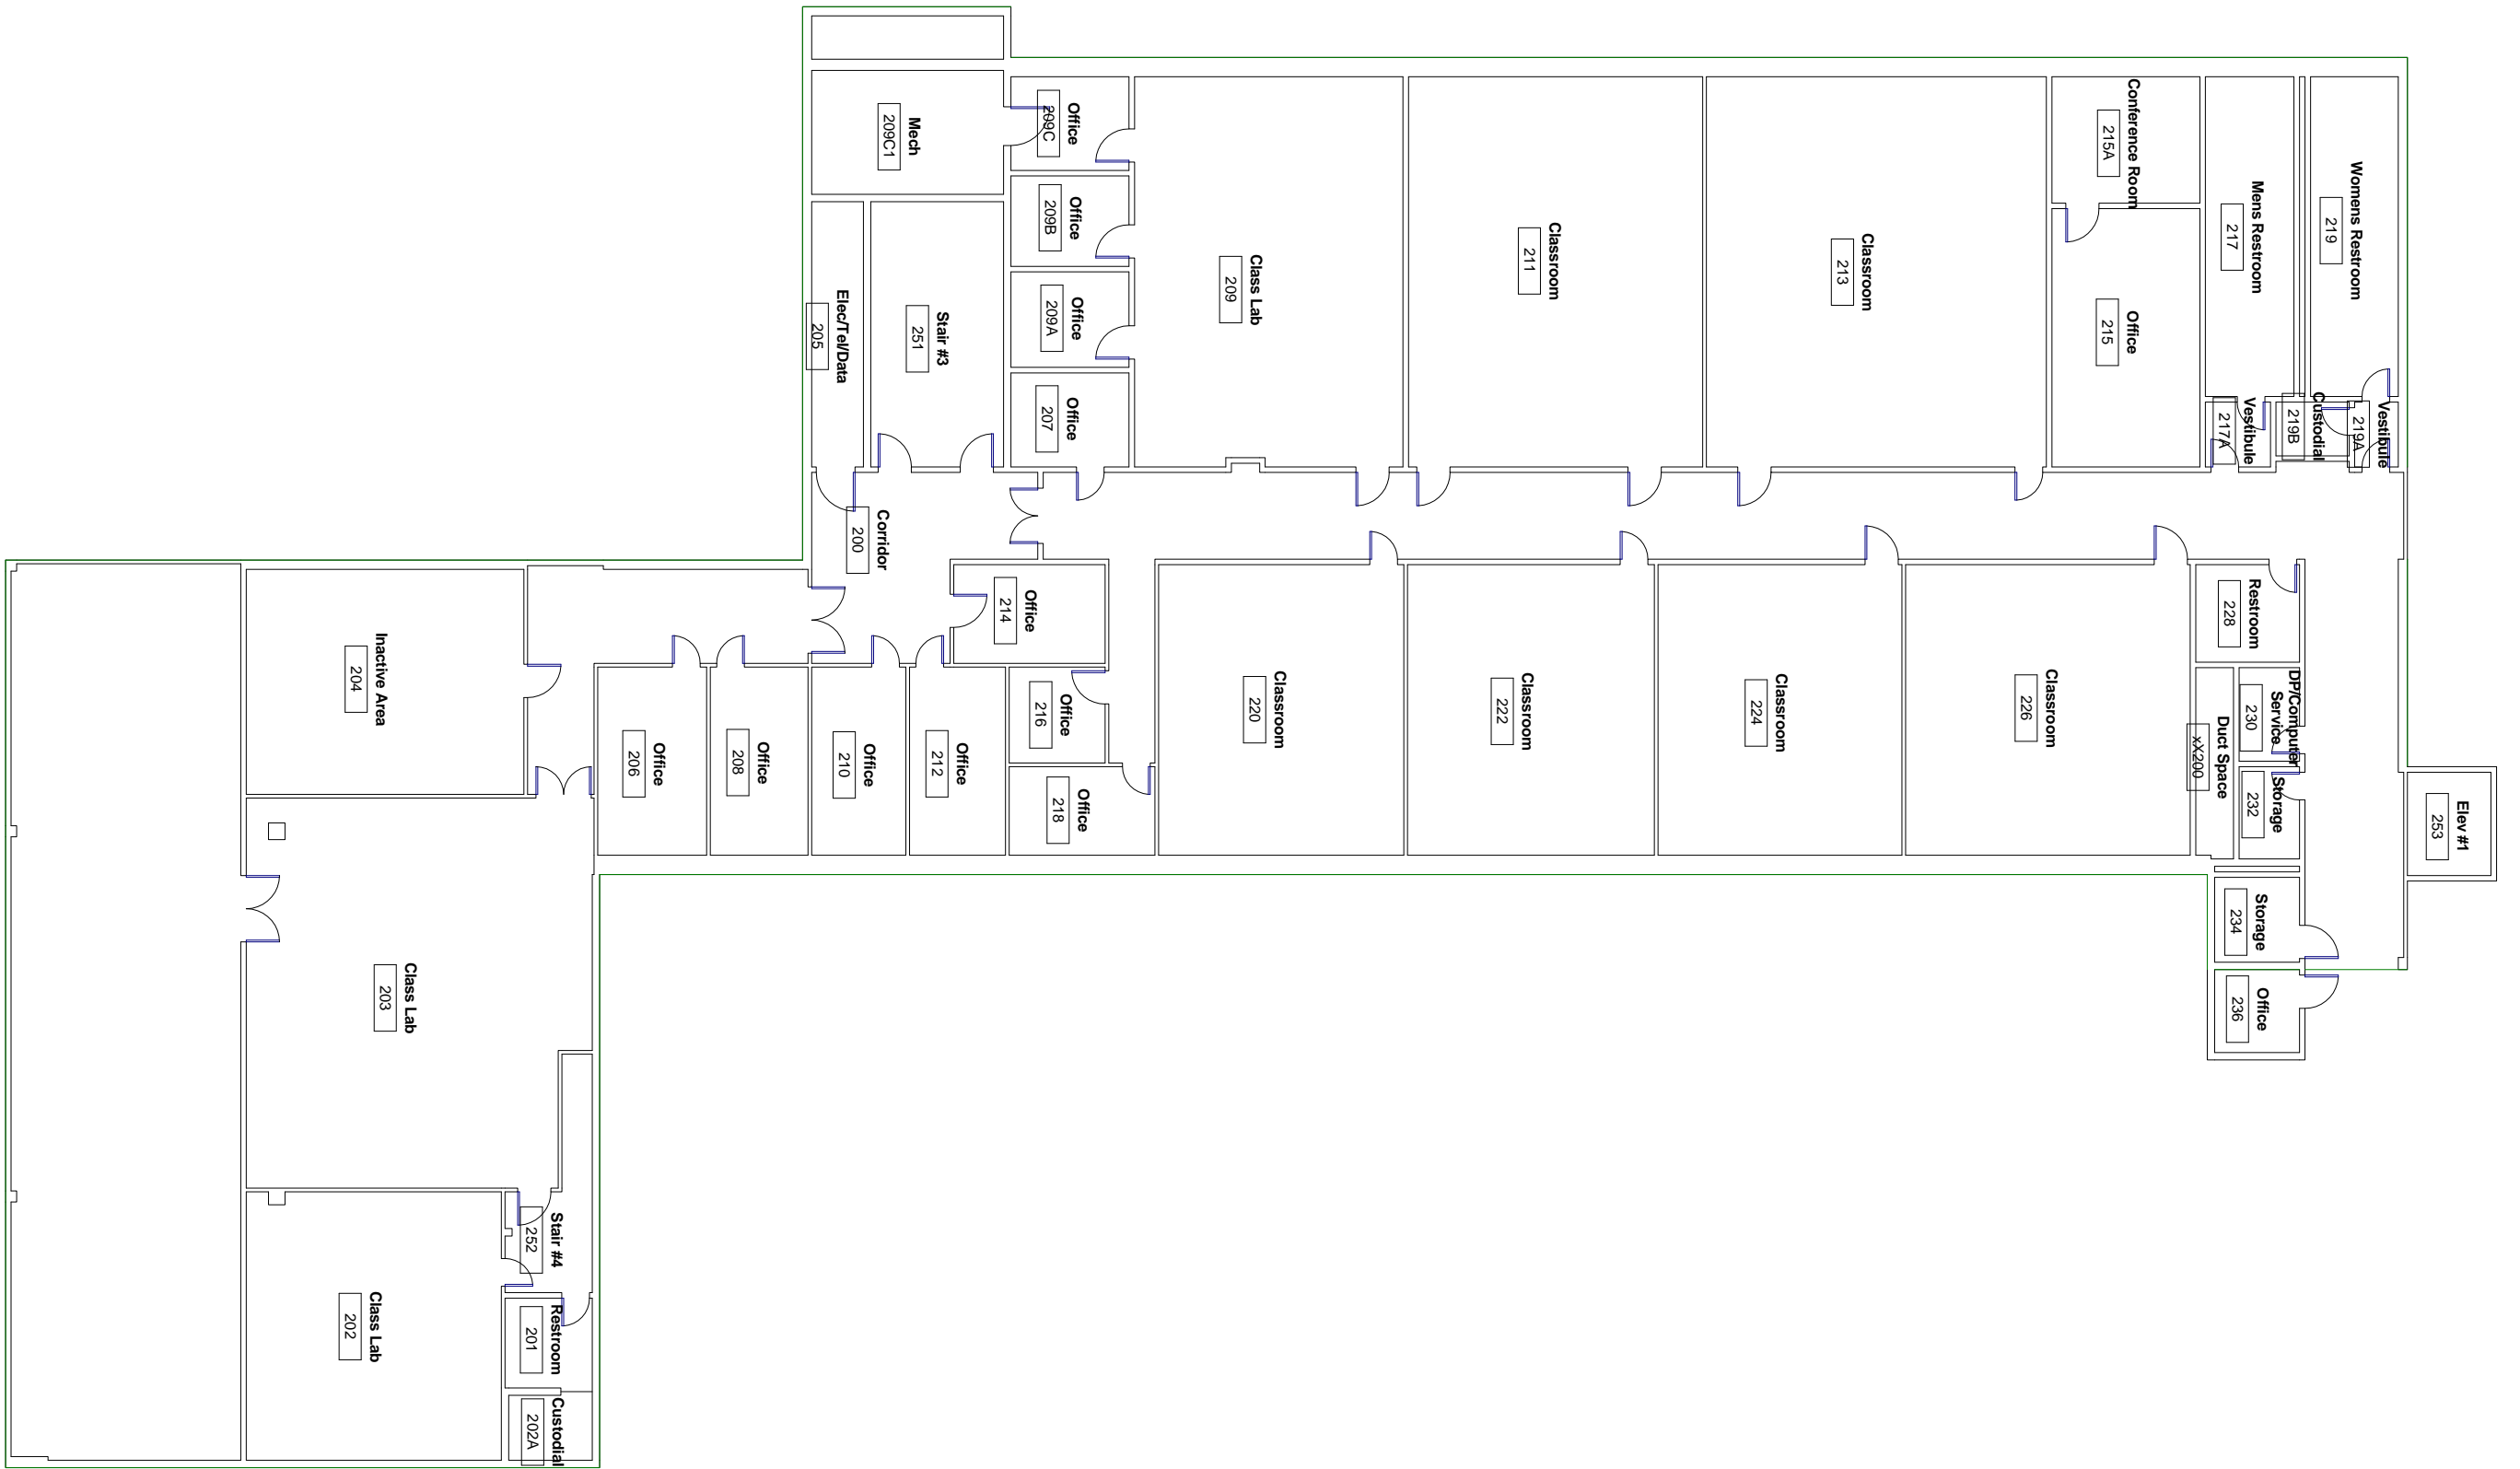 Mech
209C1
Office
209C
Office
209B
Office
209A
Office
207
Elec/Tel/Data
205
Stair #3
251
Class Lab
209
Classroom
211
Classroom
213
Conference Room
215A
Office
215
Mens Restroom
217
Womens Restroom
219
Vestibule
217A
Custodial
219B
Vestibule
219A
Corridor
200
Office
214
Office
216
Office
218
Classroom
220
Classroom
222
Classroom
224
Classroom
226
Restroom
228
DP/Computer
Service
230
Duct Space
xX200
Storage
232
Elev #1
253
Storage
234
Office
236
Inactive Area
204
Office
206
Office
208
Office
210
Office
212
Class Lab
203
Stair #4
252
Class Lab
202
Restroom
201
Custodial
202A